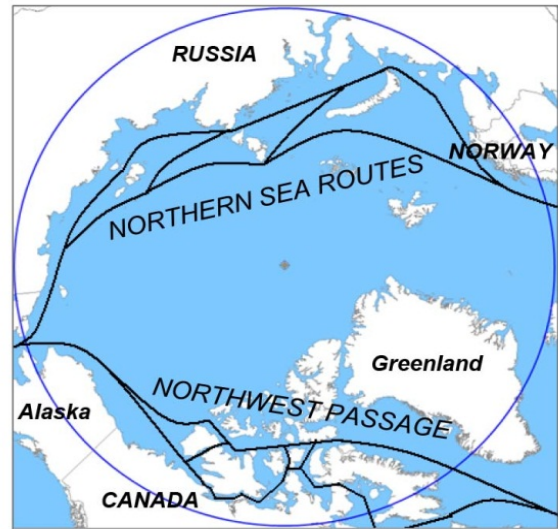 RUSSIA
NORWAY
NORTHERN SEA ROUTES
Greenland
NORTHWEST PASSAGE
Alaska
CANADA